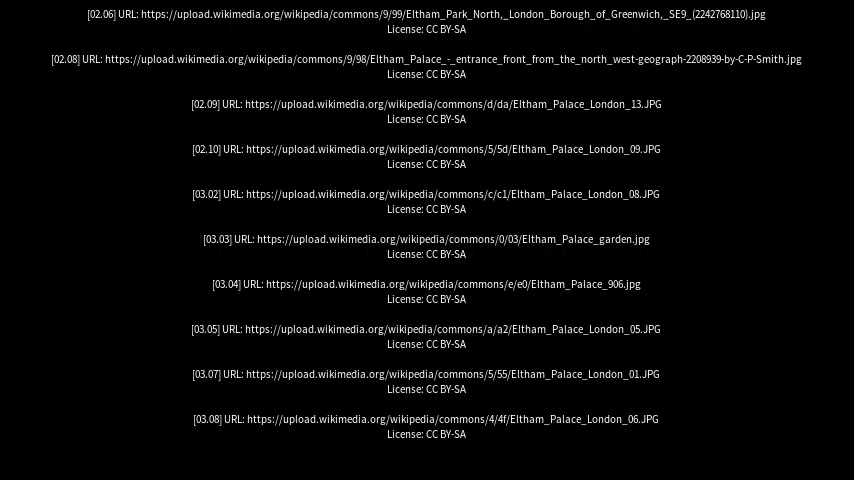 [02.06] URL: https://upload.wikimedia.org/wikipedia/commons/9/99/Eltham_Park_North,_London_Borough_of_Greenwich,_SE9_(2242768110).jpg
License: CC BY-SA
[02.08] URL: https://upload.wikimedia.org/wikipedia/commons/9/98/Eltham_Palace_-_entrance_front_from_the_north_west-geograph-2208939-by-C-P-Smith.jpg
License: CC BY-SA
[02.09] URL: https://upload.wikimedia.org/wikipedia/commons/d/da/Eltham_Palace_London_13.JPG
License: CC BY-SA
[02.10] URL: https://upload.wikimedia.org/wikipedia/commons/5/5d/Eltham_Palace_London_09.JPG
License: CC BY-SA
[03.02] URL: https://upload.wikimedia.org/wikipedia/commons/c/c1/Eltham_Palace_London_08.JPG
License: CC BY-SA
[03.03] URL: https://upload.wikimedia.org/wikipedia/commons/0/03/Eltham_Palace_garden.jpg
License: CC BY-SA
[03.04] URL: https://upload.wikimedia.org/wikipedia/commons/e/e0/Eltham_Palace_906.jpg
License: CC BY-SA
[03.05] URL: https://upload.wikimedia.org/wikipedia/commons/a/a2/Eltham_Palace_London_05.JPG
License: CC BY-SA
[03.07] URL: https://upload.wikimedia.org/wikipedia/commons/5/55/Eltham_Palace_London_01.JPG
License: CC BY-SA
[03.08] URL: https://upload.wikimedia.org/wikipedia/commons/4/4f/Eltham_Palace_London_06.JPG
License: CC BY-SA